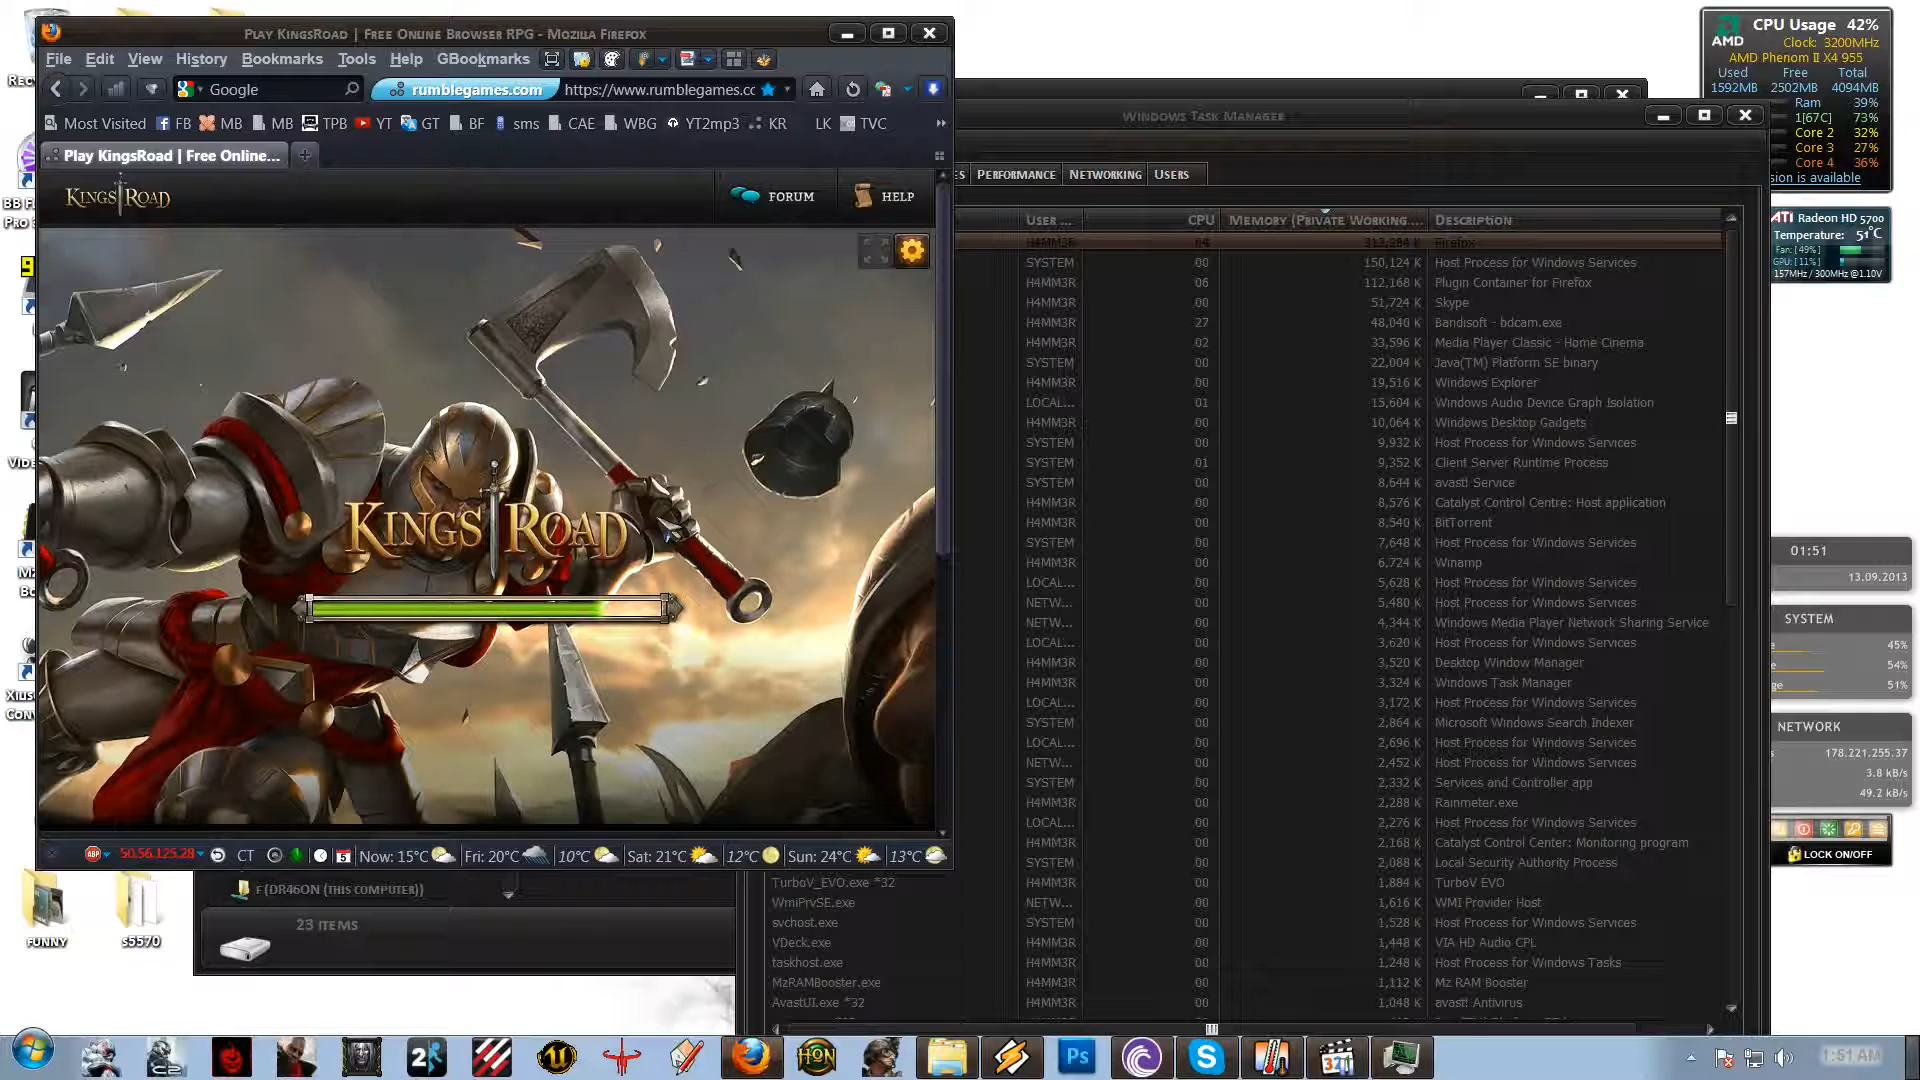 Play KingsRoad | Free Online Browser RPG - Mozilla Firefox
File Edit View History Bookmarks Tools Help GBookmarks
Google
rumblegames.com https://www.rumblegames.cc
Most Visited FB MB MB TPB YT GT BF sms CAE WBG YT2mp3 KR LK TVC
Play KingsRoad | Free Online...
Kings Road
FORUM
HELP
Kings Road
50.56.125.28 CT Now: 15°C Fri: 20°C 10°C Sat: 21°C 12°C Sun: 24°C 13°C
F (DR46ON (this computer))
23 items
FUNNY
s5570
Windows Task Manager
Performance Networking Users
User ... CPU Memory (Private Working... Description
H4MM3R 04 313,284 K Firefox
SYSTEM 00 150,124 K Host Process for Windows Services
H4MM3R 06 112,168 K Plugin Container for Firefox
H4MM3R 00 51,724 K Skype
H4MM3R 27 48,040 K Bandisoft - bdcam.exe
H4MM3R 02 33,596 K Media Player Classic - Home Cinema
SYSTEM 00 22,004 K Java(TM) Platform SE binary
H4MM3R 00 19,516 K Windows Explorer
LOCAL... 01 15,604 K Windows Audio Device Graph Isolation
H4MM3R 00 10,064 K Windows Desktop Gadgets
SYSTEM 00 9,932 K Host Process for Windows Services
SYSTEM 01 9,352 K Client Server Runtime Process
SYSTEM 00 8,644 K avast! Service
H4MM3R 00 8,576 K Catalyst Control Centre: Host application
H4MM3R 00 8,540 K BitTorrent
SYSTEM 00 7,648 K Host Process for Windows Services
H4MM3R 00 6,724 K Winamp
LOCAL... 00 5,628 K Host Process for Windows Services
NETW... 00 5,480 K Host Process for Windows Services
NETW... 00 4,344 K Windows Media Player Network Sharing Service
LOCAL... 00 3,620 K Host Process for Windows Services
H4MM3R 00 3,520 K Desktop Window Manager
H4MM3R 00 3,324 K Windows Task Manager
LOCAL... 00 3,172 K Host Process for Windows Services
SYSTEM 00 2,864 K Microsoft Windows Search Indexer
LOCAL... 00 2,696 K Host Process for Windows Services
NETW... 00 2,452 K Host Process for Windows Services
SYSTEM 00 2,332 K Services and Controller app
H4MM3R 00 2,288 K Rainmeter.exe
LOCAL... 00 2,276 K Host Process for Windows Services
H4MM3R 00 2,168 K Catalyst Control Center: Monitoring program
SYSTEM 00 2,088 K Local Security Authority Process
TurboV_EVO.exe *32 H4MM3R 00 1,884 K TurboV EVO
WmiPrvSE.exe NETW... 00 1,616 K WMI Provider Host
svchost.exe SYSTEM 00 1,528 K Host Process for Windows Services
VDeck.exe H4MM3R 00 1,448 K VIA HD Audio CPL
taskhost.exe H4MM3R 00 1,248 K Host Process for Windows Tasks
MzRAMBooster.exe H4MM3R 00 1,112 K Mz RAM Booster
AvastUI.exe *32 H4MM3R 00 1,048 K avast! Antivirus
AMD CPU Usage 42%
Clock: 3200MHz
AMD Phenom II X4 955
Used Free Total
1592MB 2502MB 4094MB
Ram 39%
1[67C] 73%
Core 2 32%
Core 3 27%
Core 4 36%
sion is available
ATI Radeon HD 5700
Temperature: 51°C
Fan: [49%]
GPU: [11%]
157MHz / 300MHz @1.10V
01:51
13.09.2013
SYSTEM
45%
54%
51%
NETWORK
178.221.255.37
3.8 kB/s
49.2 kB/s
LOCK ON/OFF
1:51 AM